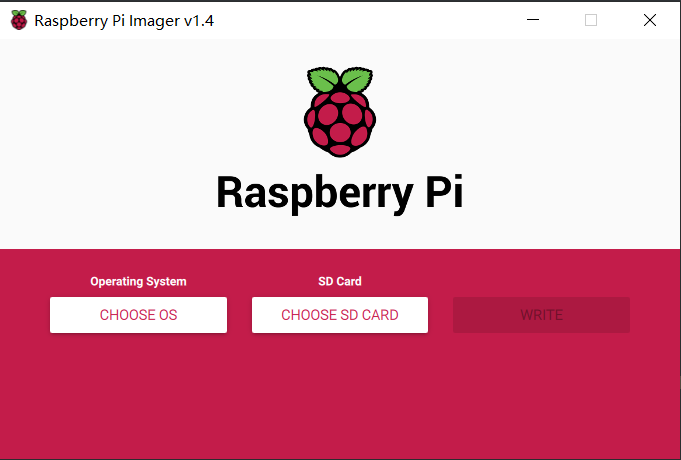 Raspberry Pi Imager v1.4
Raspberry Pi
Operating System
SD Card
CHOOSE OS
CHOOSE SD CARD
WRITE